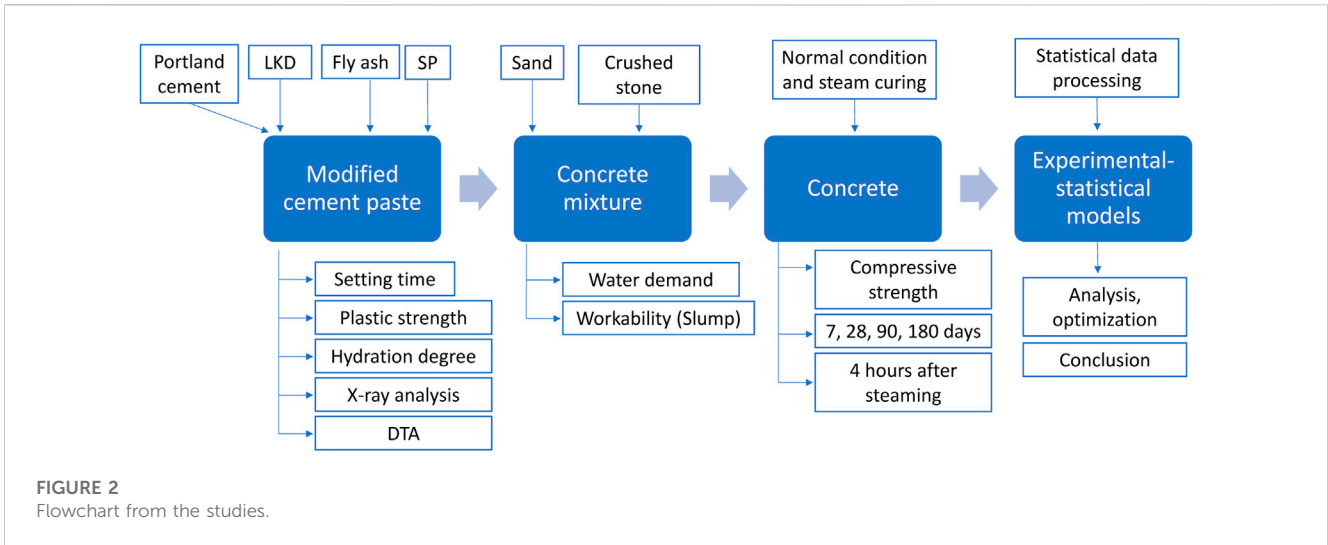 Portland
cement
LKD
Fly ash
SP
Sand
Crushed
stone
Normal condition
and steam curing
Statistical data
processing
Modified
cement paste
Concrete
mixture
Concrete
Experimental-
statistical
models
Setting time
Plastic strength
Hydration degree
X-ray analysis
DTA
Water demand
Workability (Slump)
Compressive
strength
7, 28, 90, 180 days
4 hours after
steaming
Analysis,
optimization
Conclusion
FIGURE 2
Flowchart from the studies.